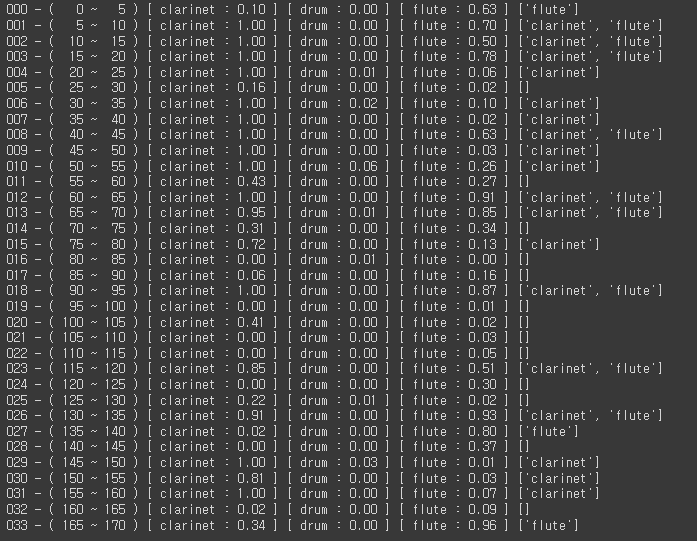 000 - (   0 ~   5) [ clarinet : 0.10 ] [ drum : 0.00 ] [ flute : 0.63 ] ['flute']
001 - (   5 ~  10) [ clarinet : 1.00 ] [ drum : 0.00 ] [ flute : 0.70 ] ['clarinet', 'flute']
002 - (  10 ~  15) [ clarinet : 1.00 ] [ drum : 0.00 ] [ flute : 0.50 ] ['clarinet', 'flute']
003 - (  15 ~  20) [ clarinet : 1.00 ] [ drum : 0.00 ] [ flute : 0.78 ] ['clarinet', 'flute']
004 - (  20 ~  25) [ clarinet : 1.00 ] [ drum : 0.01 ] [ flute : 0.06 ] ['clarinet']
005 - (  25 ~  30) [ clarinet : 0.16 ] [ drum : 0.00 ] [ flute : 0.02 ] []
006 - (  30 ~  35) [ clarinet : 1.00 ] [ drum : 0.02 ] [ flute : 0.10 ] ['clarinet']
007 - (  35 ~  40) [ clarinet : 1.00 ] [ drum : 0.00 ] [ flute : 0.02 ] ['clarinet']
008 - (  40 ~  45) [ clarinet : 1.00 ] [ drum : 0.00 ] [ flute : 0.63 ] ['clarinet', 'flute']
009 - (  45 ~  50) [ clarinet : 1.00 ] [ drum : 0.00 ] [ flute : 0.03 ] ['clarinet']
010 - (  50 ~  55) [ clarinet : 1.00 ] [ drum : 0.06 ] [ flute : 0.26 ] ['clarinet']
011 - (  55 ~  60) [ clarinet : 0.43 ] [ drum : 0.00 ] [ flute : 0.27 ] []
012 - (  60 ~  65) [ clarinet : 1.00 ] [ drum : 0.00 ] [ flute : 0.91 ] ['clarinet', 'flute']
013 - (  65 ~  70) [ clarinet : 0.95 ] [ drum : 0.01 ] [ flute : 0.85 ] ['clarinet', 'flute']
014 - (  70 ~  75) [ clarinet : 0.31 ] [ drum : 0.00 ] [ flute : 0.34 ] []
015 - (  75 ~  80) [ clarinet : 0.72 ] [ drum : 0.00 ] [ flute : 0.13 ] ['clarinet']
016 - (  80 ~  85) [ clarinet : 0.00 ] [ drum : 0.01 ] [ flute : 0.00 ] []
017 - (  85 ~  90) [ clarinet : 0.06 ] [ drum : 0.00 ] [ flute : 0.16 ] []
018 - (  90 ~  95) [ clarinet : 1.00 ] [ drum : 0.00 ] [ flute : 0.87 ] ['clarinet', 'flute']
019 - (  95 ~ 100) [ clarinet : 0.00 ] [ drum : 0.00 ] [ flute : 0.01 ] []
020 - ( 100 ~ 105) [ clarinet : 0.41 ] [ drum : 0.00 ] [ flute : 0.02 ] []
021 - ( 105 ~ 110) [ clarinet : 0.00 ] [ drum : 0.00 ] [ flute : 0.03 ] []
022 - ( 110 ~ 115) [ clarinet : 0.00 ] [ drum : 0.00 ] [ flute : 0.05 ] []
023 - ( 115 ~ 120) [ clarinet : 0.85 ] [ drum : 0.00 ] [ flute : 0.51 ] ['clarinet', 'flute']
024 - ( 120 ~ 125) [ clarinet : 0.00 ] [ drum : 0.00 ] [ flute : 0.30 ] []
025 - ( 125 ~ 130) [ clarinet : 0.22 ] [ drum : 0.01 ] [ flute : 0.02 ] []
026 - ( 130 ~ 135) [ clarinet : 0.91 ] [ drum : 0.00 ] [ flute : 0.93 ] ['clarinet', 'flute']
027 - ( 135 ~ 140) [ clarinet : 0.02 ] [ drum : 0.00 ] [ flute : 0.80 ] ['flute']
028 - ( 140 ~ 145) [ clarinet : 0.00 ] [ drum : 0.00 ] [ flute : 0.37 ] []
029 - ( 145 ~ 150) [ clarinet : 1.00 ] [ drum : 0.03 ] [ flute : 0.01 ] ['clarinet']
030 - ( 150 ~ 155) [ clarinet : 0.81 ] [ drum : 0.00 ] [ flute : 0.03 ] ['clarinet']
031 - ( 155 ~ 160) [ clarinet : 1.00 ] [ drum : 0.00 ] [ flute : 0.07 ] ['clarinet']
032 - ( 160 ~ 165) [ clarinet : 0.02 ] [ drum : 0.00 ] [ flute : 0.09 ] []
033 - ( 165 ~ 170) [ clarinet : 0.34 ] [ drum : 0.00 ] [ flute : 0.96 ] ['flute']